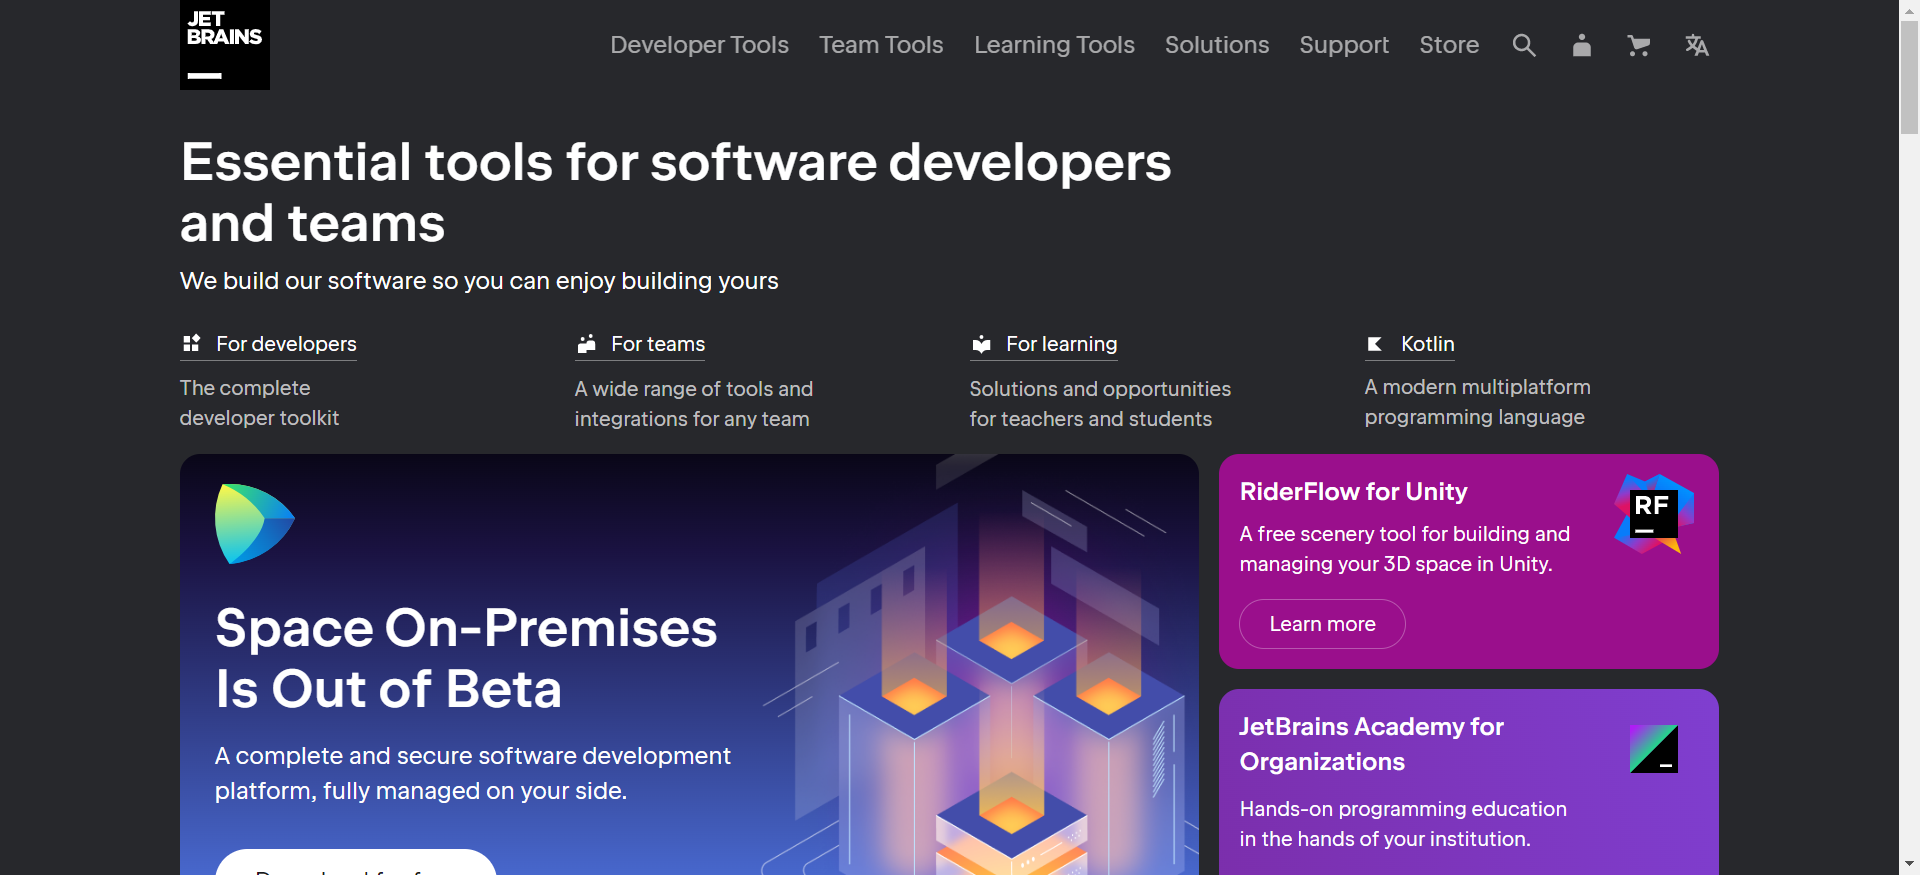 JET
BRAINS
Developer Tools
Team Tools
Learning Tools
Solutions
Support
Store
Essential tools for software developers
and teams
We build our software so you can enjoy building yours
For developers
The complete
developer toolkit
For teams
A wide range of tools and
integrations for any team
For learning
Solutions and opportunities
for teachers and students
Kotlin
A modern multiplatform
programming language
Space On-Premises
Is Out of Beta
A complete and secure software development
platform, fully managed on your side.
RiderFlow for Unity
RF
A free scenery tool for building and
managing your 3D space in Unity.
Learn more
JetBrains Academy for
Organizations
Hands-on programming education
in the hands of your institution.